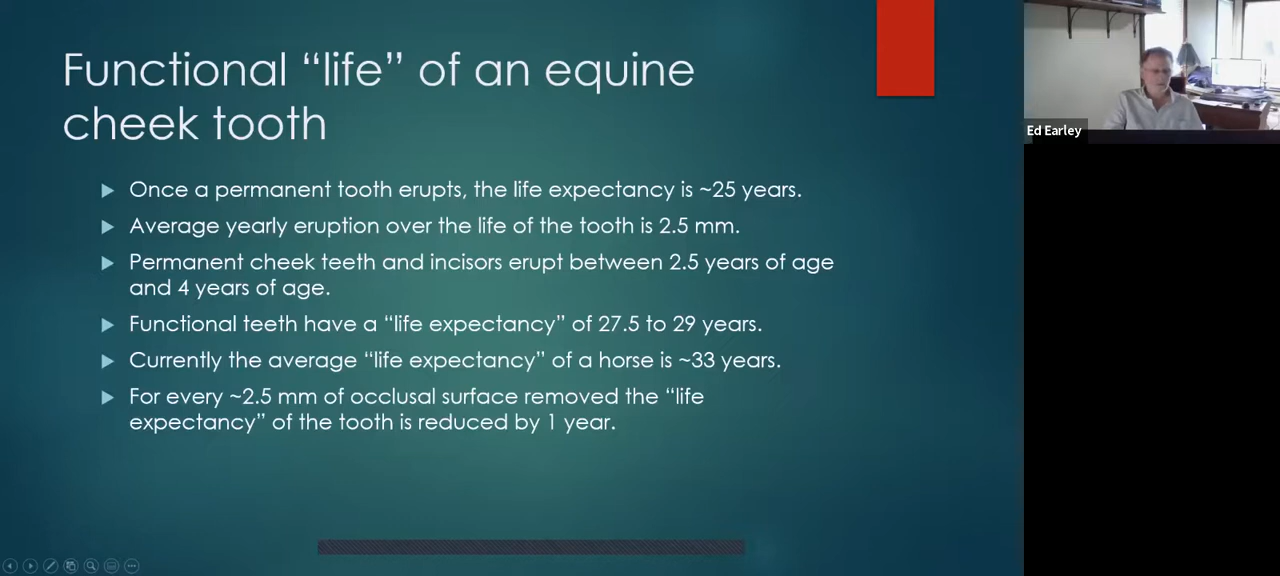 Functional “life” of an equine
cheek tooth
Once a permanent tooth erupts, the life expectancy is ~25 years.
Average yearly eruption over the life of the tooth is 2.5 mm.
Permanent cheek teeth and incisors erupt between 2.5 years of age
and 4 years of age.
Functional teeth have a “life expectancy” of 27.5 to 29 years.
Currently the average “life expectancy” of a horse is ~33 years.
For every ~2.5 mm of occlusal surface removed the “life
expectancy” of the tooth is reduced by 1 year.
Ed Earley